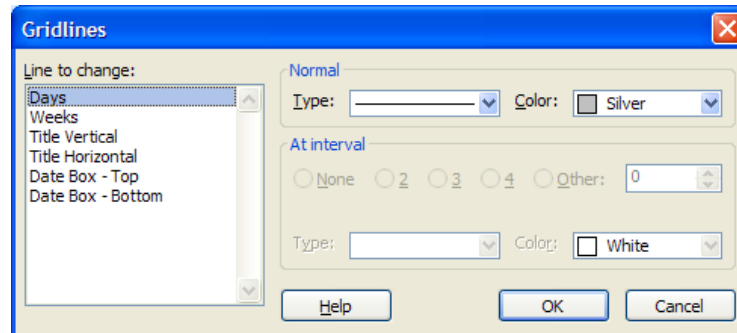 Gridlines
Line to change:
Days
Weeks
Title Vertical
Title Horizontal
Date Box - Top
Date Box - Bottom
Normal
Type: Color: Silver
At interval
None 2 3 4 Other: 0
Type: Color: White
Help OK Cancel